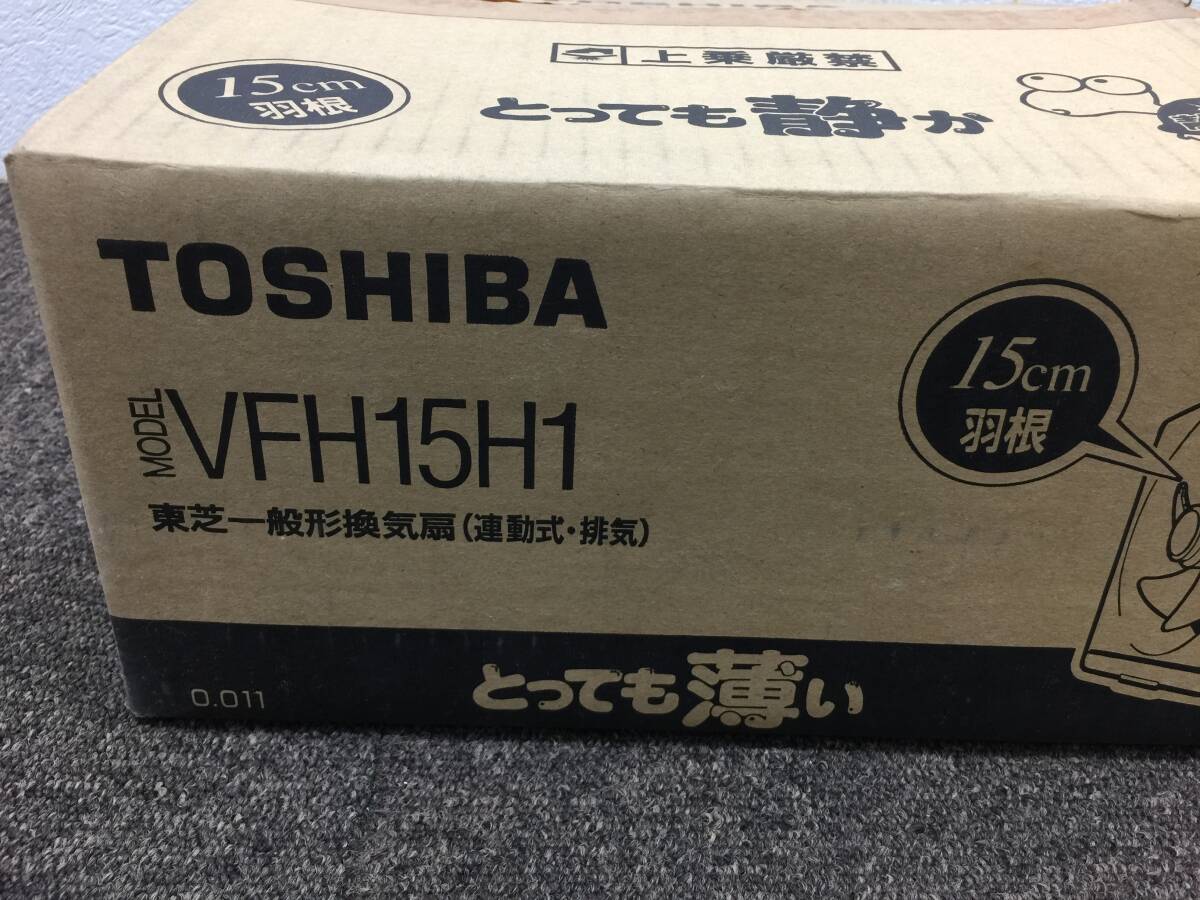 上乗厳禁
15cm
羽根
とっても静か
TOSHIBA
MODEL VFH15H1
東芝一般形換気扇(連動式・排気)
15cm
羽根
0.011
とっても薄い